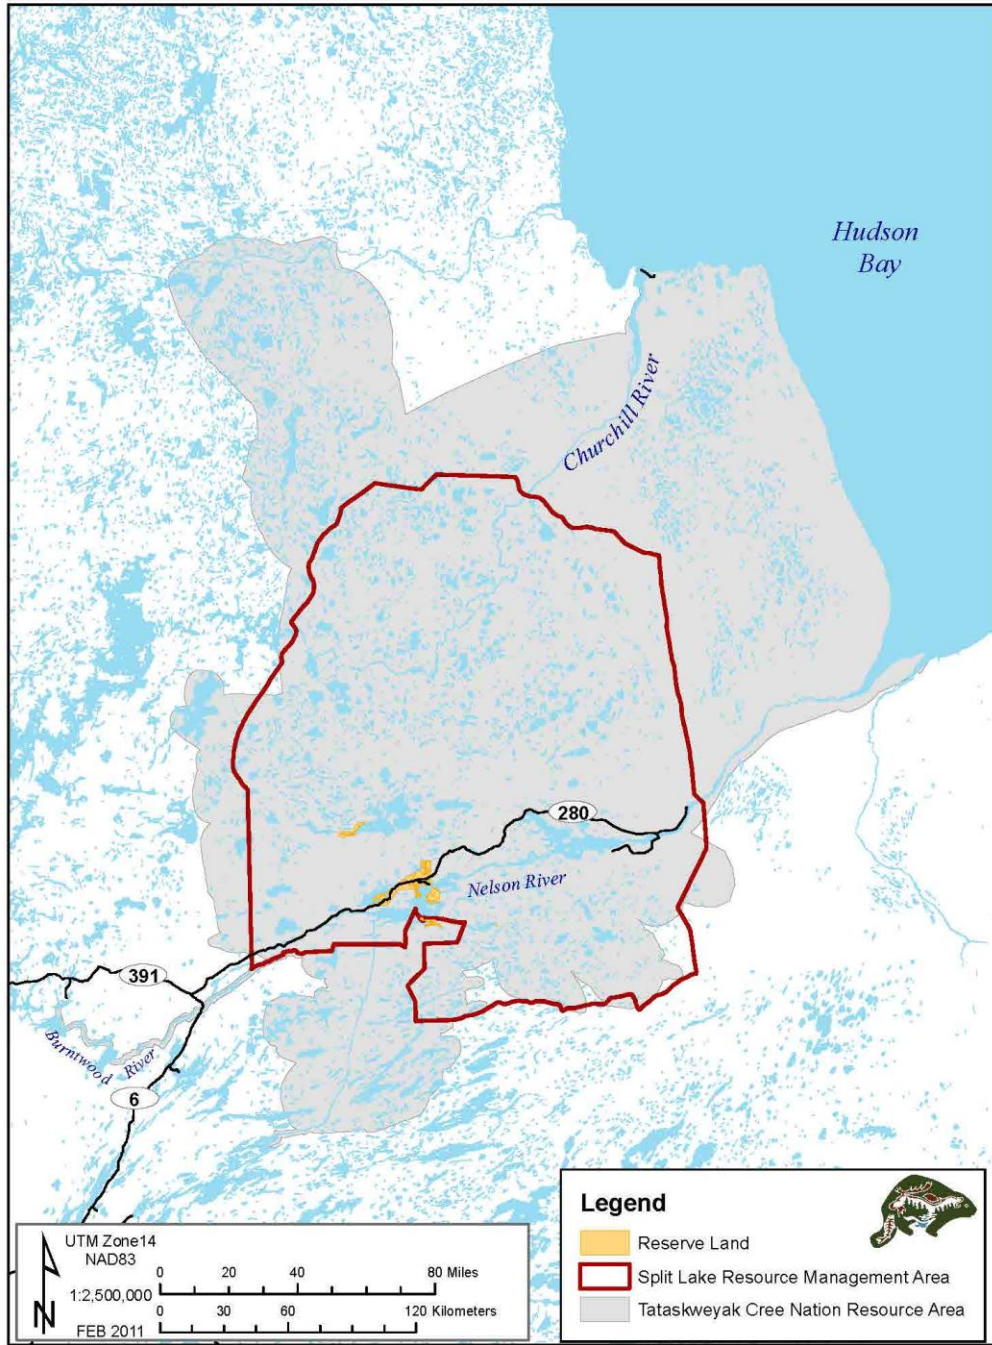 Hudson
Bay
Churchill River
280
Nelson River
391
Burntwood
River
6
Legend
Reserve Land
Split Lake Resource Management Area
Tataskweyak Cree Nation Resource Area
UTM Zone14
NAD83
0 20 40 80 Miles
1:2,500,000
0 30 60 120 Kilometers
N
FEB 2011